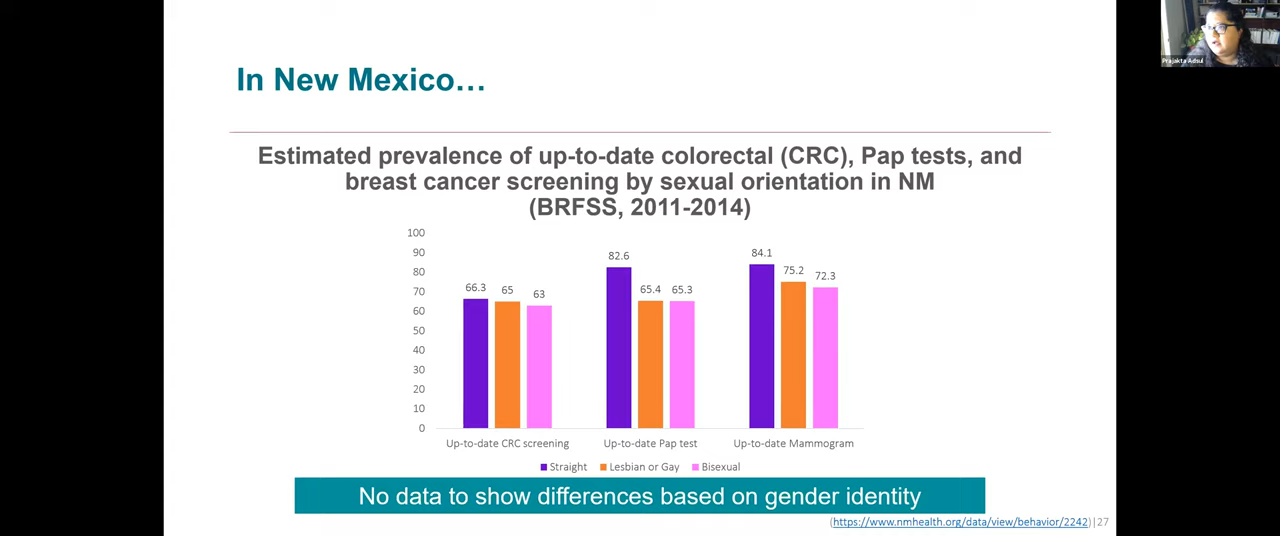 In New Mexico…
Estimated prevalence of up-to-date colorectal (CRC), Pap tests, and
breast cancer screening by sexual orientation in NM
(BRFSS, 2011-2014)
100
90
80
70
60
50
40
30
20
10
0
66.3
65
63
82.6
65.4
65.3
84.1
75.2
72.3
Up-to-date CRC screening
Up-to-date Pap test
Up-to-date Mammogram
Straight
Lesbian or Gay
Bisexual
No data to show differences based on gender identity
(https://www.nmhealth.org/data/view/behavior/2242)|27
Prajakta Adsul